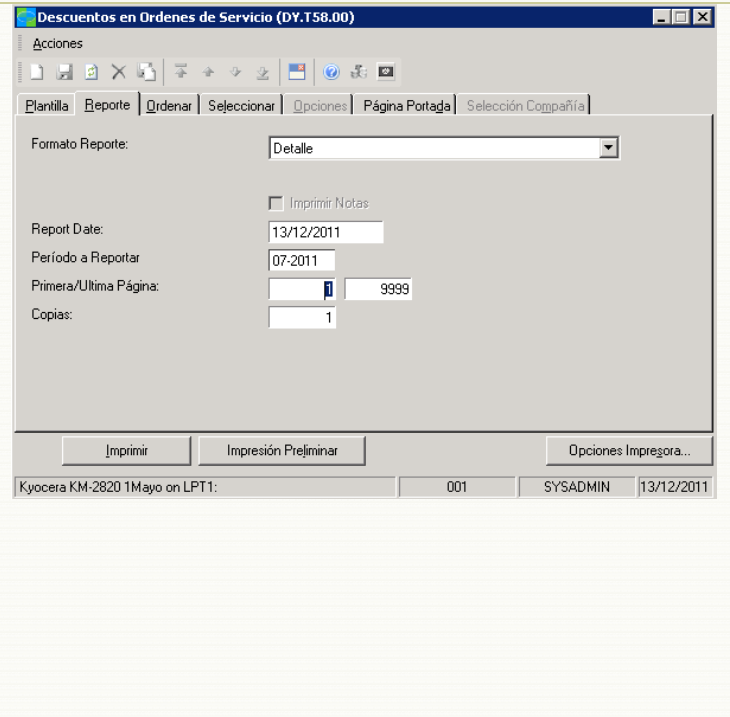 Descuentos en Ordenes de Servicio (DY.T58.00)
Acciones
Plantilla Reporte Ordenar Seleccionar Opciones Página Portada Selección Compañía
Formato Reporte: Detalle
Imprimir Notas
Report Date: 13/12/2011
Período a Reportar 07-2011
Primera/Ultima Página: 1 9999
Copias: 1
Imprimir Impresión Preliminar Opciones Impresora...
Kyocera KM-2820 1Mayo on LPT1: 001 SYSADMIN 13/12/2011